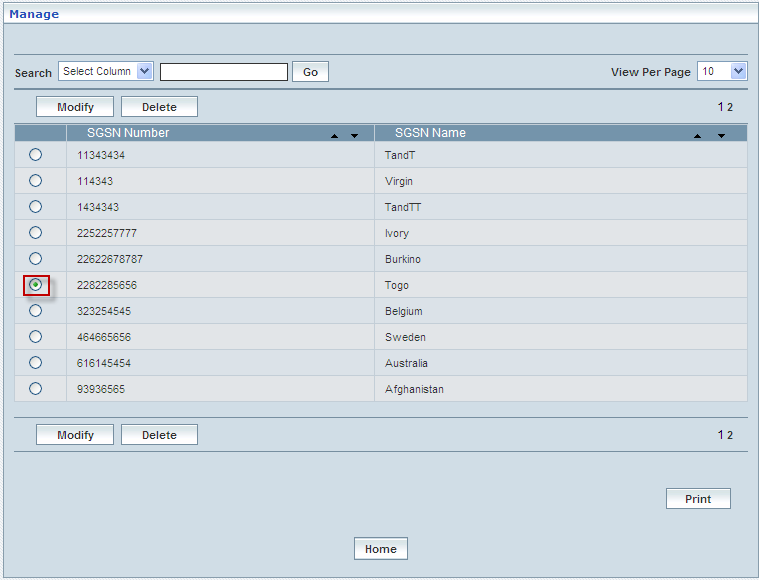 Manage
Search Select Column Go View Per Page 10
Modify Delete 1 2
SGSN Number SGSN Name
11343434 TandT
114343 Virgin
1434343 TandTT
2252257777 Ivory
22622678787 Burkino
2282285656 Togo
323254545 Belgium
464665656 Sweden
616145454 Australia
93936565 Afghanistan
Modify Delete 1 2
Print
Home